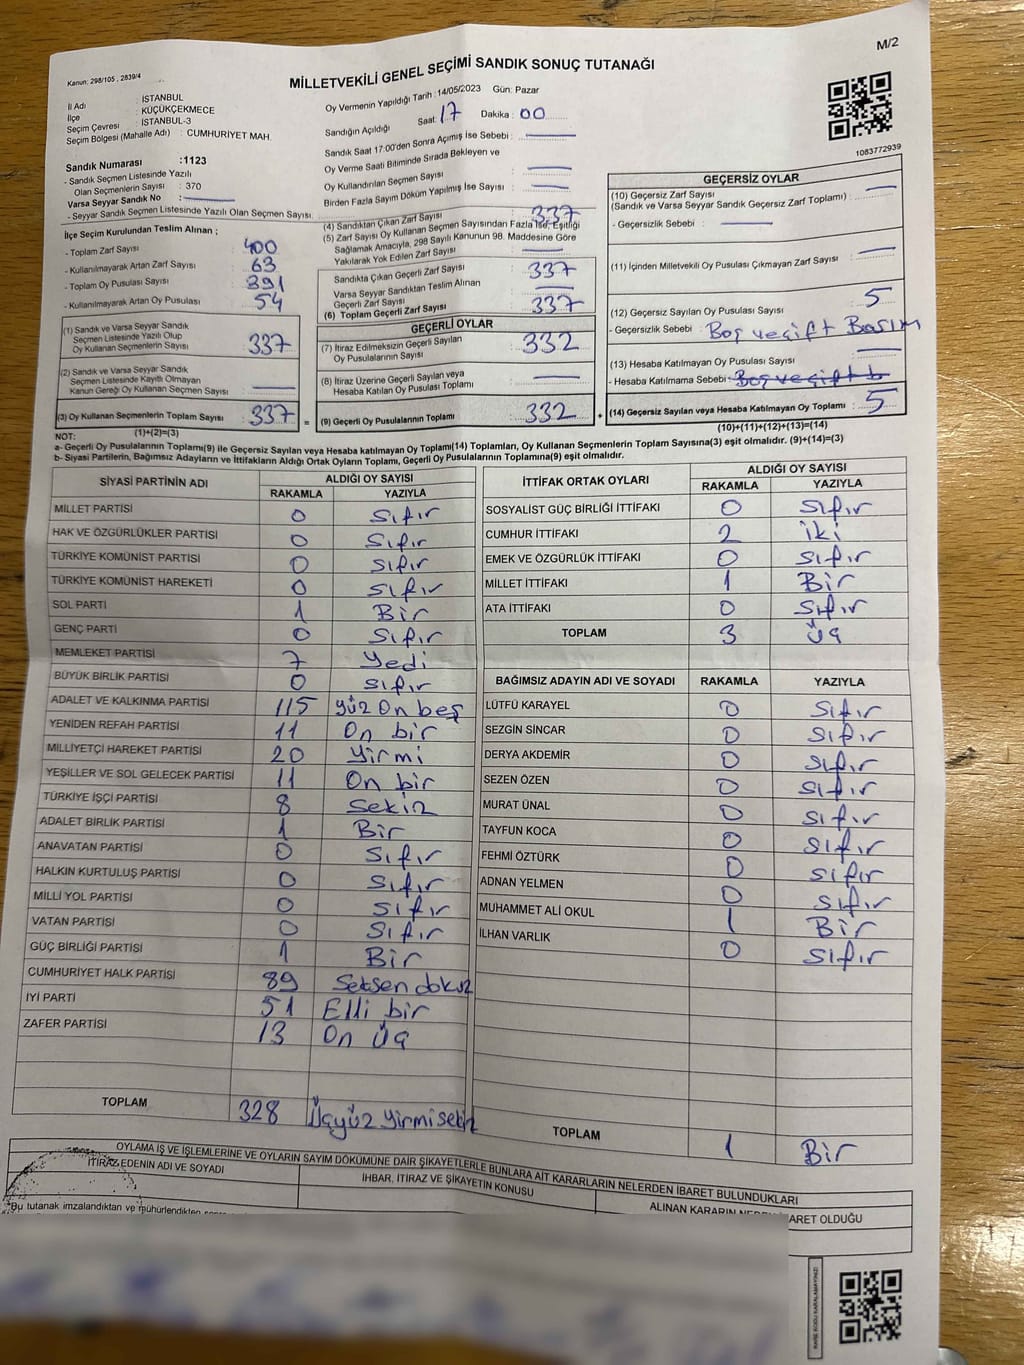 M/2
Kanun: 298/105 , 2839/4
MİLLETVEKİLİ GENEL SEÇİMİ SANDIK SONUÇ TUTANAĞI
İl Adı : İSTANBUL
İlçe : KÜÇÜKÇEKMECE
Seçim Çevresi : İSTANBUL-3
Seçim Bölgesi (Mahalle Adı) : CUMHURİYET MAH.
Sandık Numarası :1123
- Sandık Seçmen Listesinde Yazılı
Olan Seçmenlerin Sayısı : 370
Varsa Seyyar Sandık No :
- Seyyar Sandık Seçmen Listesinde Yazılı Olan Seçmen Sayısı
Oy Vermenin Yapıldığı Tarih : 14/05/2023 Gün: Pazar
Sandığın Açıldığı Saat: 17 Dakika : 00
Sandık Saat 17:00'den Sonra Açımış İse Sebebi :
Oy Verme Saati Bitiminde Sırada Bekleyen ve
Oy Kullandırılan Seçmen Sayısı
Birden Fazla Sayım Döküm Yapılmış İse Sayısı :
1083772939
İlçe Seçim Kurulundan Teslim Alınan ;
- Toplam Zarf Sayısı : 400
- Kullanılmayarak Artan Zarf Sayısı : 63
- Toplam Oy Pusulası Sayısı : 391
- Kullanılmayarak Artan Oy Pusulası : 54
(1) Sandık ve Varsa Seyyar Sandık
Seçmen Listesinde Yazılı Olup
Oy Kullanan Seçmenlerin Sayısı : 337
(2) Sandık ve Varsa Seyyar Sandık
Seçmen Listesinde Kayıtlı Olmayan
Kanun Gereği Oy Kullanan Seçmen Sayısı :
(3) Oy Kullanan Seçmenlerin Toplam Sayısı : 337
(1)+(2)=(3)
(4) Sandıktan Çıkan Zarf Sayısı : 337
(5) Zarf Sayısı Oy Kullanan Seçmen Sayısından Fazla İse, Eşitliği
Sağlamak Amacıyla, 298 Sayılı Kanunun 98. Maddesine Göre
Yakılarak Yok Edilen Zarf Sayısı :
Sandıkta Çıkan Geçerli Zarf Sayısı : 337
Varsa Seyyar Sandıktan Teslim Alınan
Geçerli Zarf Sayısı :
(6) Toplam Geçerli Zarf Sayısı : 337
GEÇERLİ OYLAR
(7) İtiraz Edilmeksizin Geçerli Sayılan
Oy Pusulalarının Sayısı : 332
(8) İtiraz Üzerine Geçerli Sayılan veya
Hesaba Katılan Oy Pusulası Toplamı :
= (9) Geçerli Oy Pusulalarının Toplamı : 332 +
GEÇERSİZ OYLAR
(10) Geçersiz Zarf Sayısı
(Sandık ve Varsa Seyyar Sandık Geçersiz Zarf Toplamı) :
- Geçersizlik Sebebi :
(11) İçinden Milletvekili Oy Pusulası Çıkmayan Zarf Sayısı :
(12) Geçersiz Sayılan Oy Pusulası Sayısı : 5
- Geçersizlik Sebebi : Boş ve çift Basım
(13) Hesaba Katılmayan Oy Pusulası Sayısı :
- Hesaba Katılmama Sebebi : Boş ve çift b
(14) Geçersiz Sayılan veya Hesaba Katılmayan Oy Toplamı : 5
(10)+(11)+(12)+(13)=(14)
NOT:
a- Geçerli Oy Pusulalarının Toplamı(9) ile Geçersiz Sayılan veya Hesaba katılmayan Oy Toplamı(14) Toplamları, Oy Kullanan Seçmenlerin Toplam Sayısına(3) eşit olmalıdır. (9)+(14)=(3)
b- Siyasi Partilerin, Bağımsız Adayların ve İttifakların Aldığı Ortak Oyların Toplamı, Geçerli Oy Pusulalarının Toplamına(9) eşit olmalıdır.
SİYASİ PARTİNİN ADI ALDIĞI OY SAYISI
RAKAMLA YAZIYLA
MİLLET PARTİSİ 0 Sıfır
HAK VE ÖZGÜRLÜKLER PARTİSİ 0 Sıfır
TÜRKİYE KOMÜNİST PARTİSİ 0 Sıfır
TÜRKİYE KOMÜNİST HAREKETİ 0 Sıfır
SOL PARTİ 1 Bir
GENÇ PARTİ 0 Sıfır
MEMLEKET PARTİSİ 7 Yedi
BÜYÜK BİRLİK PARTİSİ 0 Sıfır
ADALET VE KALKINMA PARTİSİ 115 Yüz On beş
YENİDEN REFAH PARTİSİ 11 On bir
MİLLİYETÇİ HAREKET PARTİSİ 20 Yirmi
YEŞİLLER VE SOL GELECEK PARTİSİ 11 On bir
TÜRKİYE İŞÇİ PARTİSİ 8 Sekiz
ADALET BİRLİK PARTİSİ 1 Bir
ANAVATAN PARTİSİ 0 Sıfır
HALKIN KURTULUŞ PARTİSİ 0 Sıfır
MİLLİ YOL PARTİSİ 0 Sıfır
VATAN PARTİSİ 0 Sıfır
GÜÇ BİRLİĞİ PARTİSİ 1 Bir
CUMHURİYET HALK PARTİSİ 89 Seksen dokuz
İYİ PARTİ 51 Elli bir
ZAFER PARTİSİ 13 On üç
TOPLAM 328 Üçyüz yirmisekiz
İTTİFAK ORTAK OYLARI ALDIĞI OY SAYISI
RAKAMLA YAZIYLA
SOSYALİST GÜÇ BİRLİĞİ İTTİFAKI 0 Sıfır
CUMHUR İTTİFAKI 2 İki
EMEK VE ÖZGÜRLÜK İTTİFAKI 0 Sıfır
MİLLET İTTİFAKI 1 Bir
ATA İTTİFAKI 0 Sıfır
TOPLAM 3 Üç
BAĞIMSIZ ADAYIN ADI VE SOYADI RAKAMLA YAZIYLA
LÜTFÜ KARAYEL 0 Sıfır
SEZGİN SİNCAR 0 Sıfır
DERYA AKDEMİR 0 Sıfır
SEZEN ÖZEN 0 Sıfır
MURAT ÜNAL 0 Sıfır
TAYFUN KOCA 0 Sıfır
FEHMİ ÖZTÜRK 0 Sıfır
ADNAN YELMEN 0 Sıfır
MUHAMMET ALİ OKUL 1 Bir
İLHAN VARLIK 0 Sıfır
TOPLAM 1 Bir
OYLAMA İŞ VE İŞLEMLERİNE VE OYLARIN SAYIM DÖKÜMÜNE DAİR ŞİKAYETLERLE BUNLARA AİT KARARLARIN NELERDEN İBARET BULUNDUKLARI
İTİRAZ EDENİN ADI VE SOYADI
İHBAR, İTİRAZ VE ŞİKAYETİN KONUSU
ALINAN KARARIN İBARET OLDUĞU
"Bu tutanak imzalandıktan ve mühürlendikten